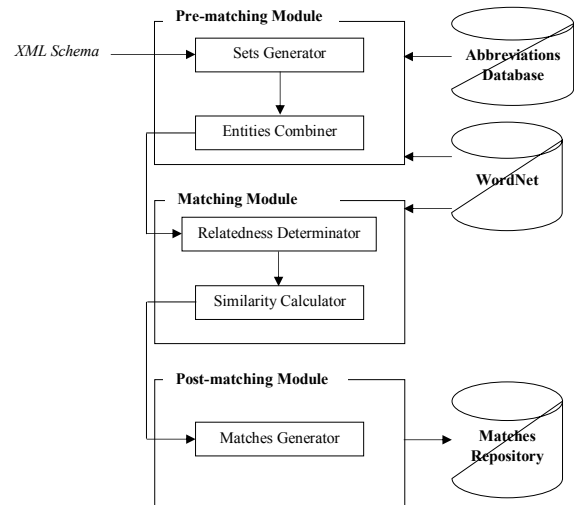 Pre-matching Module
XML Schema
Sets Generator
Abbreviations
Database
Entities Combiner
WordNet
Matching Module
Relatedness Determinator
Similarity Calculator
Post-matching Module
Matches Generator
Matches
Repository